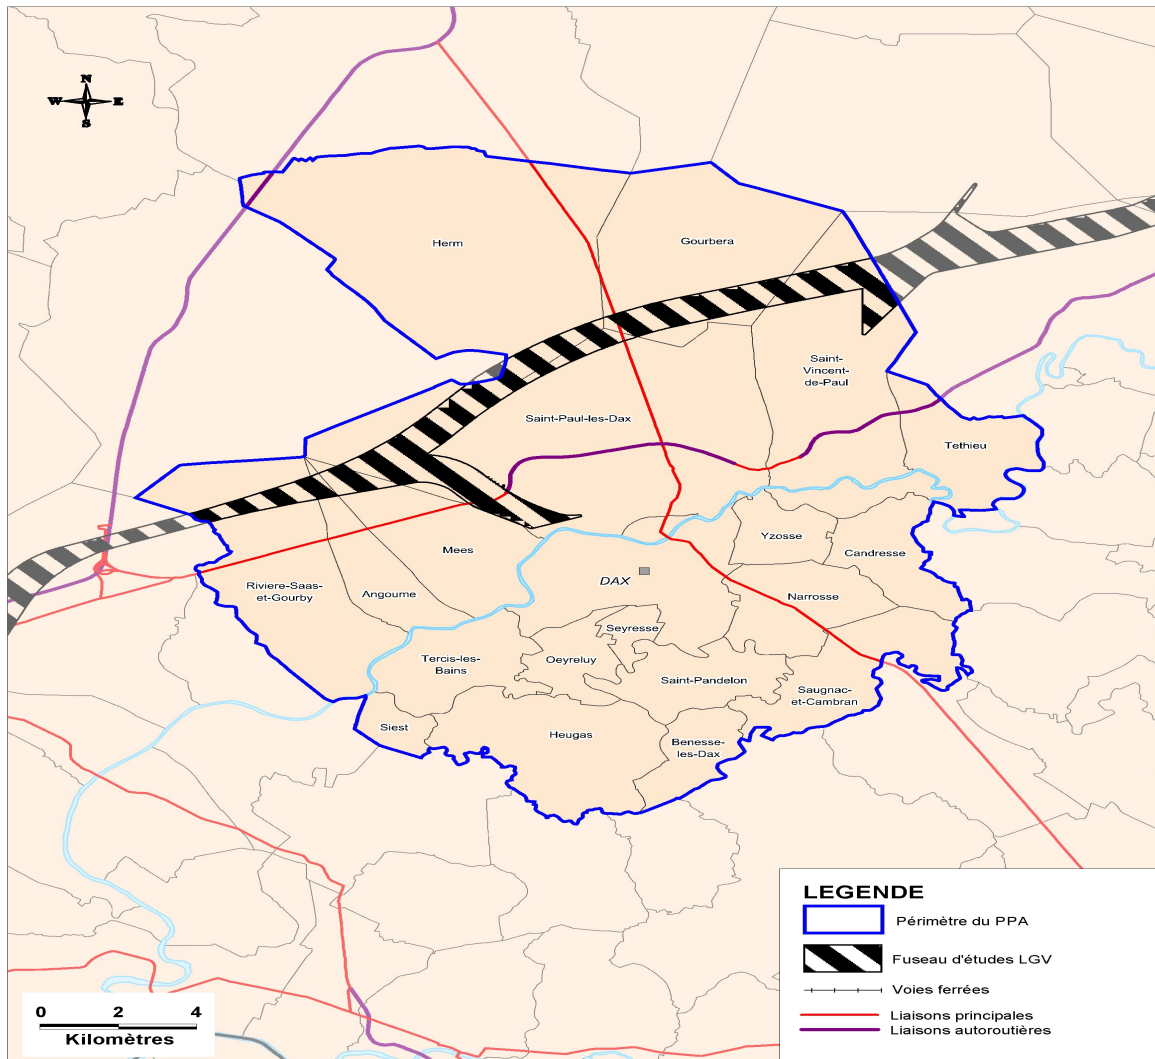 N
W E
S
Herm
Gourbera
Saint-
Vincent-
de-Paul
Saint-Paul-les-Dax
Tethieu
Yzosse
Candresse
Mees
DAX
Riviere-Saas-
et-Gourby
Angoume
Narrosse
Seyresse
Tercis-les-
Bains
Oeyreluy
Saint-Pandelon
Saugnac-
et-Cambran
Siest
Heugas
Benesse-
les-Dax
LEGENDE
Périmètre du PPA
Fuseau d'études LGV
Voies ferrées
Liaisons principales
Liaisons autoroutières
0 2 4
Kilomètres